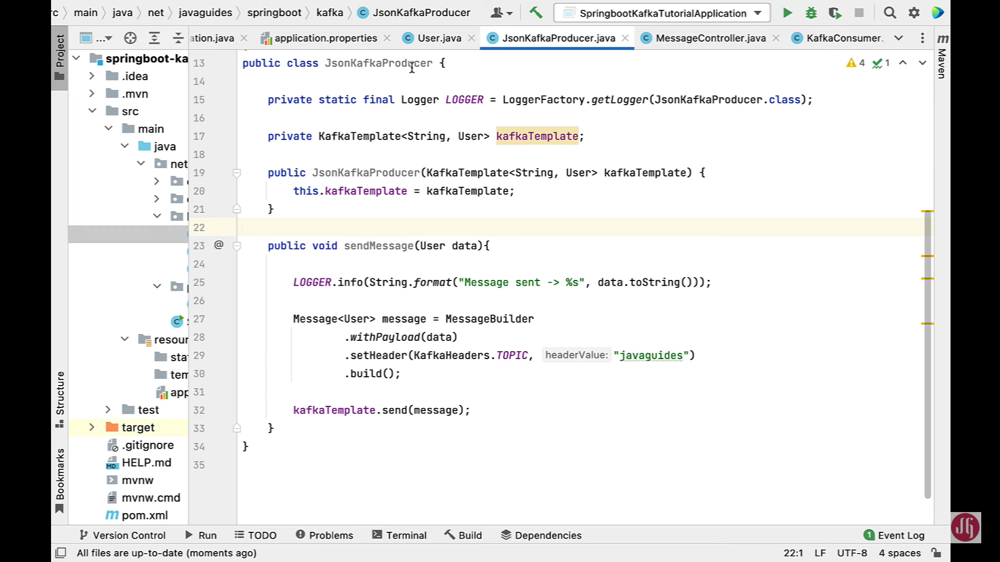 rc main java net javaguides springboot kafka JsonKafkaProducer SpringbootKafkaTutorialApplication
Project ... ation.java application.properties User.java JsonKafkaProducer.java MessageController.java KafkaConsumer. Maven
springboot-ka
.idea
.mvn
src
main
java
net
resour
sta
tem
app
test
target
.gitignore
HELP.md
mvnw
mvnw.cmd
pom.xml
Structure
Bookmarks
13 public class JsonKafkaProducer { 4 1
14
15 private static final Logger LOGGER = LoggerFactory.getLogger(JsonKafkaProducer.class);
16
17 private KafkaTemplate<String, User> kafkaTemplate;
18
19 public JsonKafkaProducer(KafkaTemplate<String, User> kafkaTemplate) {
20 this.kafkaTemplate = kafkaTemplate;
21 }
22
23 @ public void sendMessage(User data){
24
25 LOGGER.info(String.format("Message sent -> %s", data.toString()));
26
27 Message<User> message = MessageBuilder
28 .withPayload(data)
29 .setHeader(KafkaHeaders.TOPIC, headerValue: "javaguides")
30 .build();
31
32 kafkaTemplate.send(message);
33 }
34 }
35
Version Control Run TODO Problems Terminal Build Dependencies 1 Event Log
All files are up-to-date (moments ago) 22:1 LF UTF-8 4 spaces
JG